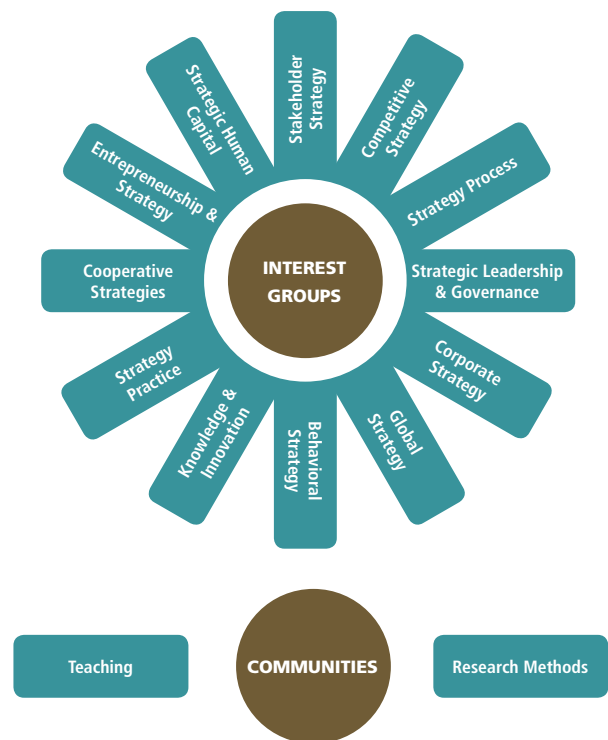 Stakeholder
Strategy
Competitive
Strategy
Strategy Process
Strategic Leadership
& Governance
Corporate
Strategy
Global
Strategy
Behavioral
Strategy
Knowledge &
Innovation
Strategy
Practice
Cooperative
Strategies
Entrepreneurship &
Strategy
Strategic Human
Capital
INTEREST
GROUPS
Teaching
COMMUNITIES
Research Methods